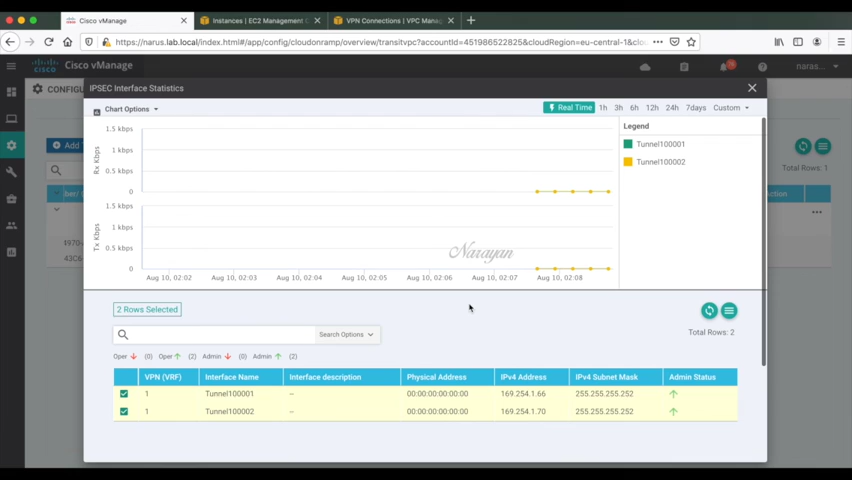 Cisco vManage
Instances | EC2 Management C
VPN Connections | VPC Mana
https://narus.lab.local/index.html#/app/config/cloudonramp/overview/transitvpc?accountId=451986522825&cloudRegion=eu-central-1&clou
cisco Cisco vManage
naras...
CONFIGU
IPSEC Interface Statistics
Chart Options
Real Time 1h 3h 6h 12h 24h 7days Custom
1.5 kbps
1 kbps
0.5 kbps
0
Rx Kbps
Legend
Tunnel100001
Tunnel100002
1.5 kbps
1 kbps
0.5 kbps
0
Tx Kbps
Narayan
Aug 10, 02:02 Aug 10, 02:03 Aug 10, 02:04 Aug 10, 02:05 Aug 10, 02:06 Aug 10, 02:07 Aug 10, 02:08
Add T
Total Rows: 1
ction
2 Rows Selected
Search Options
Total Rows: 2
Oper (0) Oper (2) Admin (0) Admin (2)
VPN (VRF) Interface Name Interface description Physical Address IPv4 Address IPv4 Subnet Mask Admin Status
1 Tunnel100001 -- 00:00:00:00:00:00 169.254.1.66 255.255.255.252
1 Tunnel100002 -- 00:00:00:00:00:00 169.254.1.70 255.255.255.252